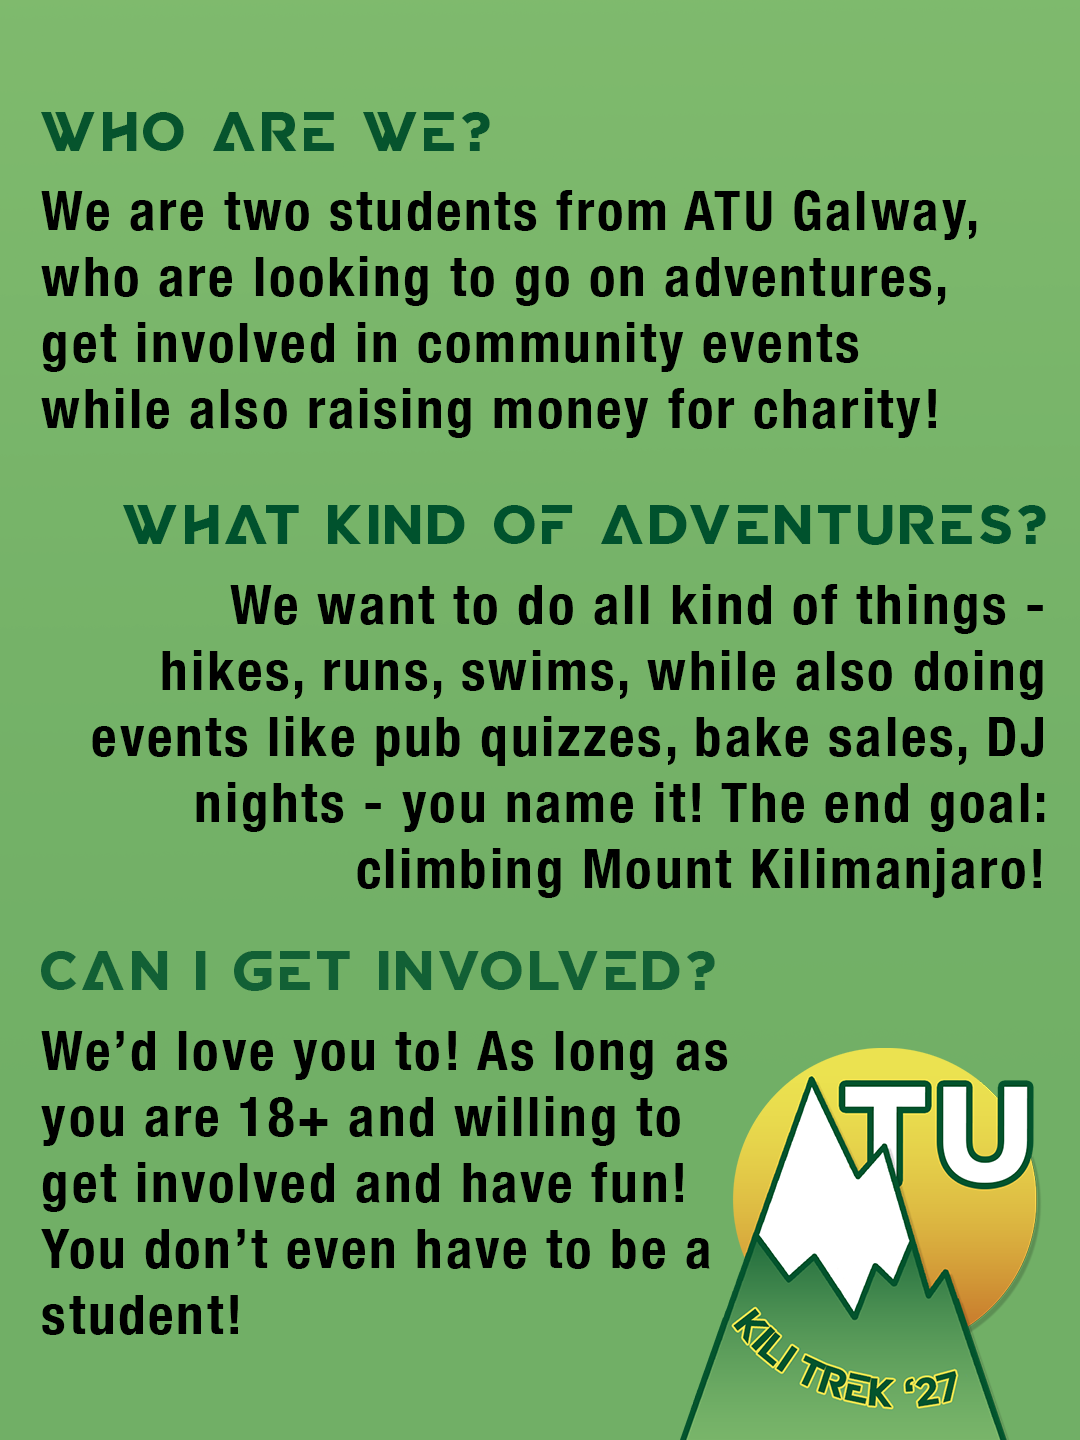 WHO ARE WE?
We are two students from ATU Galway,
who are looking to go on adventures,
get involved in community events
while also raising money for charity!
WHAT KIND OF ADVENTURES?
We want to do all kind of things -
hikes, runs, swims, while also doing
events like pub quizzes, bake sales, DJ
nights - you name it! The end goal:
climbing Mount Kilimanjaro!
CAN I GET INVOLVED?
We’d love you to! As long as
you are 18+ and willing to
get involved and have fun!
You don’t even have to be a
student!
ATU
KILI TREK ‘27